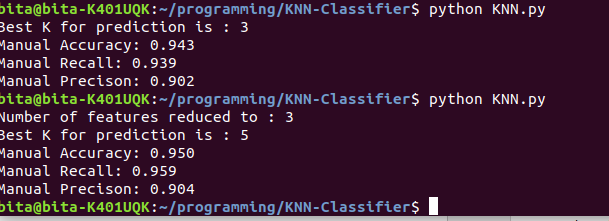 bita@bita-K401UQK:~/programming/KNN-Classifier$ python KNN.py
Best K for prediction is : 3
Manual Accuracy: 0.943
Manual Recall: 0.939
Manual Precison: 0.902
bita@bita-K401UQK:~/programming/KNN-Classifier$ python KNN.py
Number of features reduced to : 3
Best K for prediction is : 5
Manual Accuracy: 0.950
Manual Recall: 0.959
Manual Precison: 0.904
bita@bita-K401UQK:~/programming/KNN-Classifier$